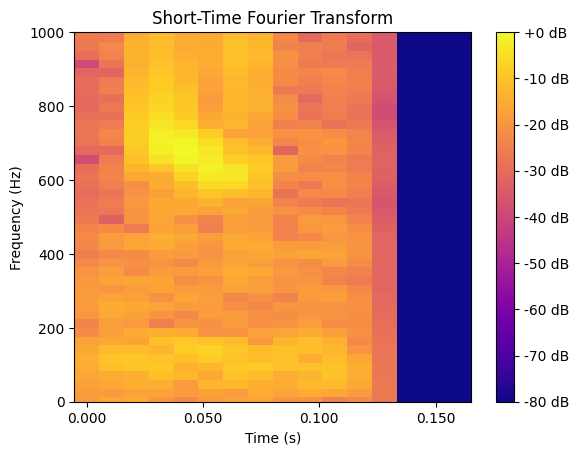 Short-Time Fourier Transform
1000
800
600
400
200
0
Frequency (Hz)
0.000
0.050
0.100
0.150
Time (s)
+0 dB
-10 dB
-20 dB
-30 dB
-40 dB
-50 dB
-60 dB
-70 dB
-80 dB